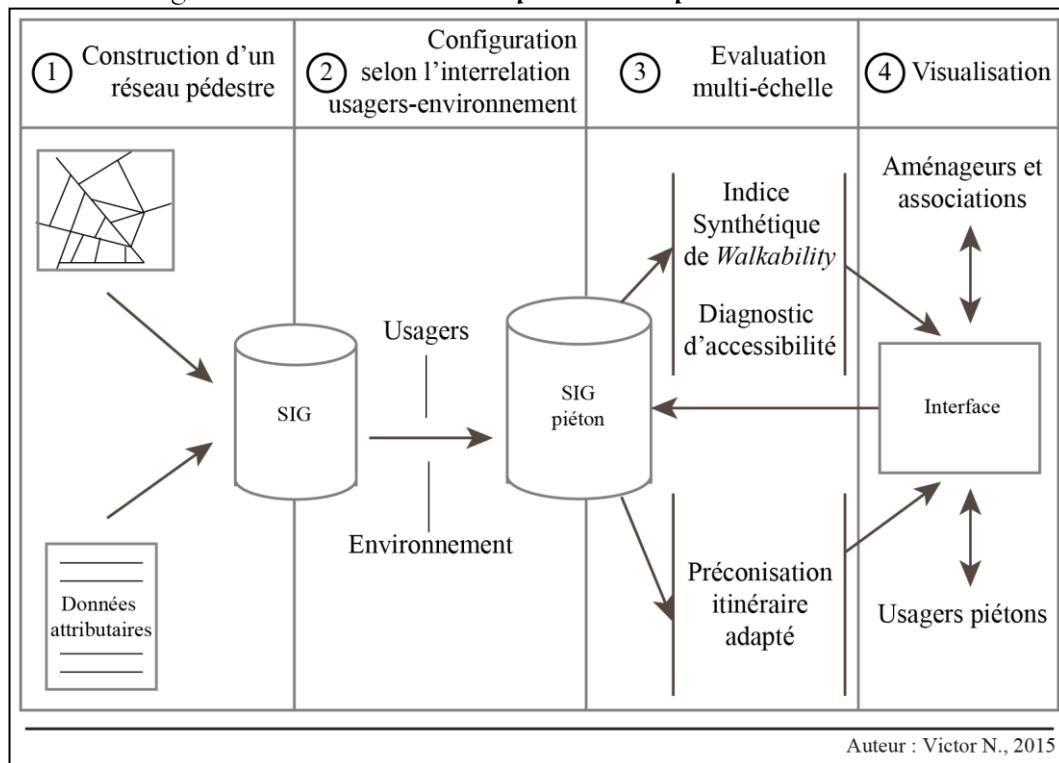 1
Construction d’un
réseau pédestre
2
Configuration
selon l’interrelation
usagers-environnement
3
Evaluation
multi-échelle
4
Visualisation
Données
attributaires
SIG
Usagers
Environnement
SIG
piéton
Indice
Synthétique
de Walkability
Diagnostic
d’accessibilité
Préconisation
itinéraire
adapté
Aménageurs et
associations
Interface
Usagers piétons
Auteur : Victor N., 2015